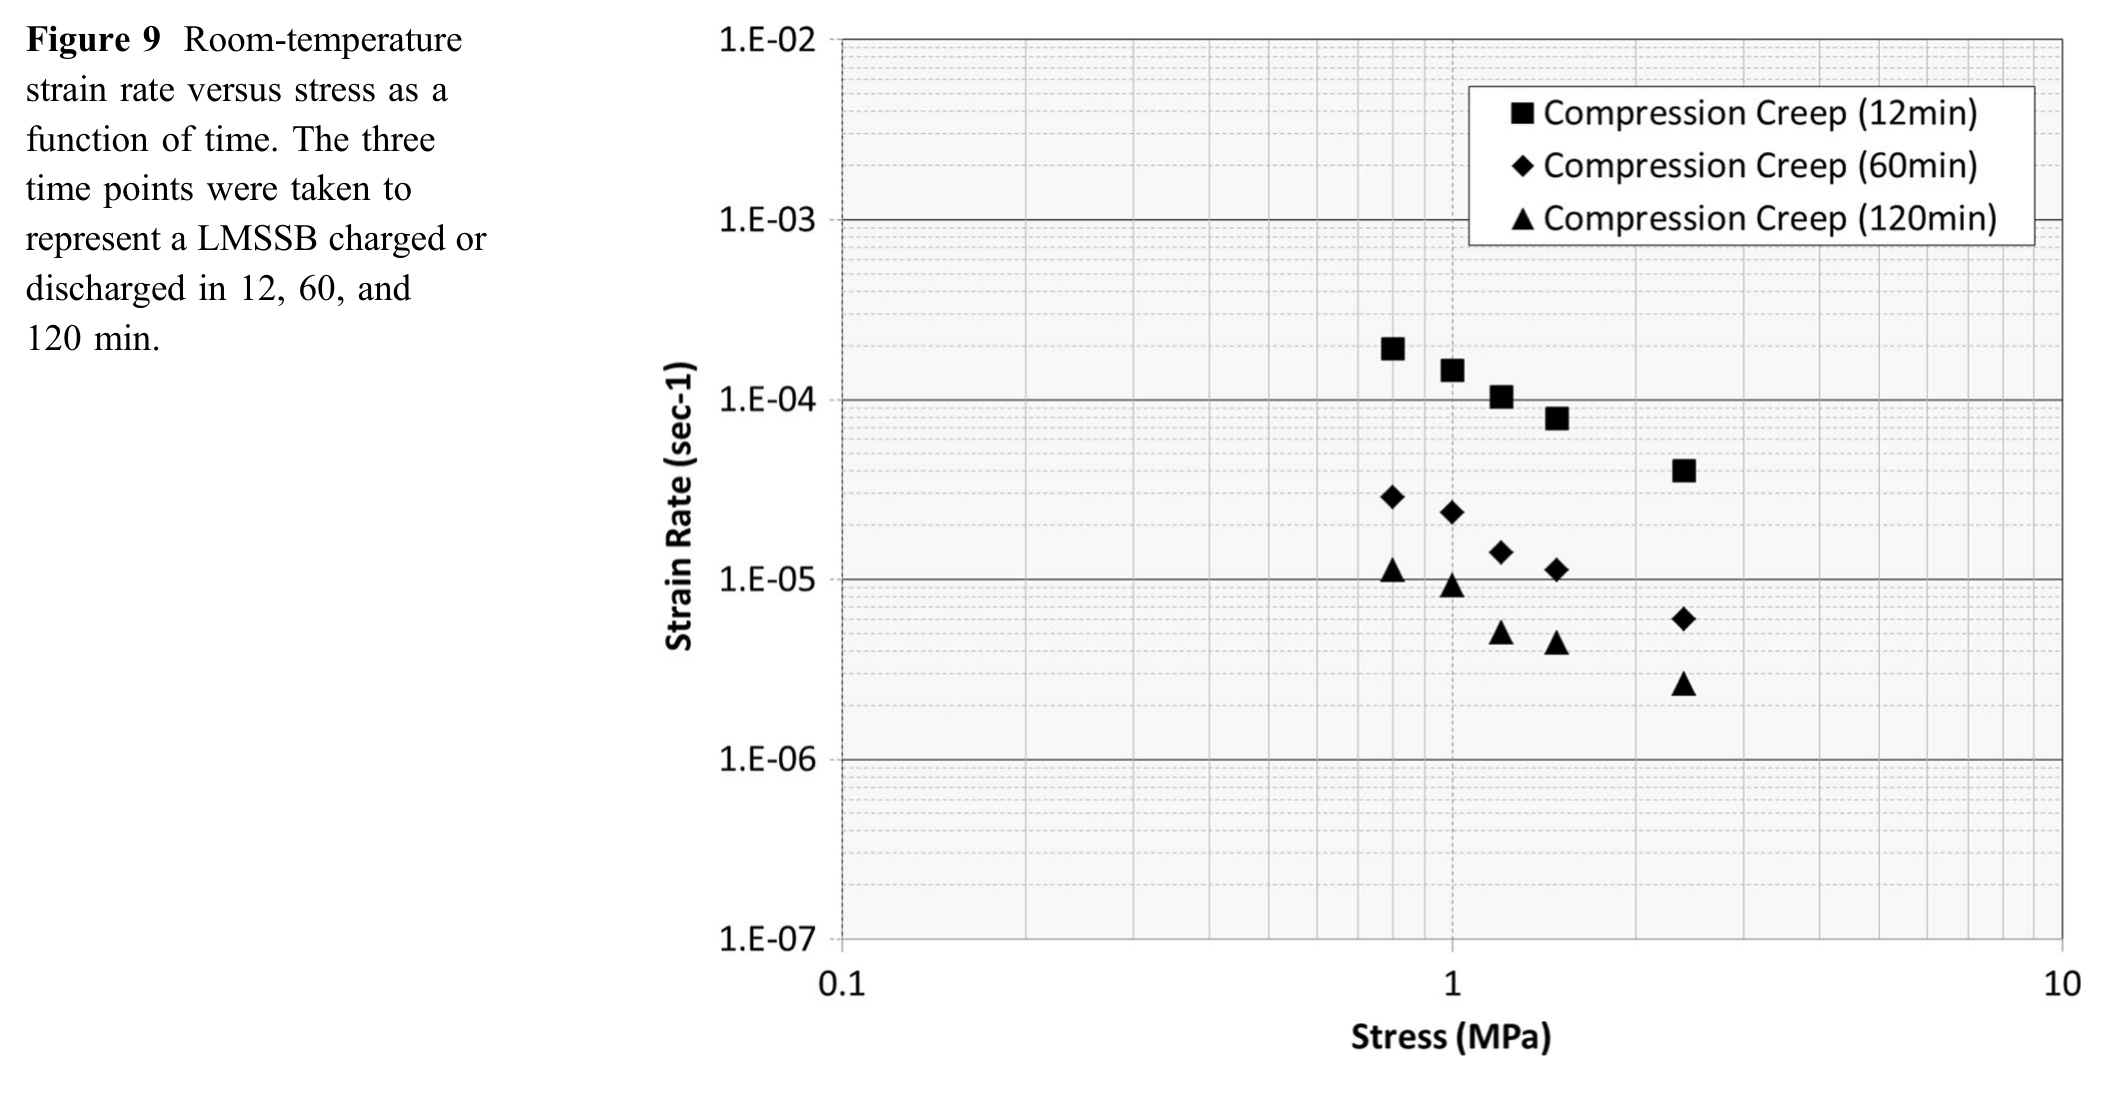 Figure 9 Room-temperature
strain rate versus stress as a
function of time. The three
time points were taken to
represent a LMSSB charged or
discharged in 12, 60, and
120 min.
1.E-02
1.E-03
1.E-04
1.E-05
1.E-06
1.E-07
Strain Rate (sec-1)
Compression Creep (12min)
Compression Creep (60min)
Compression Creep (120min)
0.1
1
10
Stress (MPa)